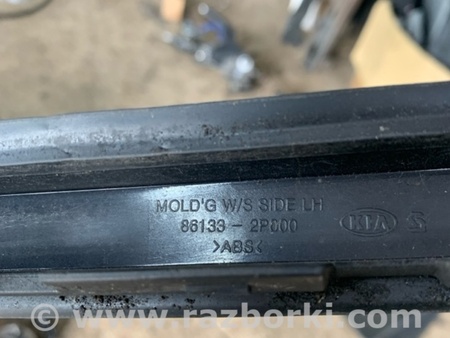 MOLD'G W/S SIDE LH
86133 - 2P000
>ABS<
KIA S
© www.razborki.com